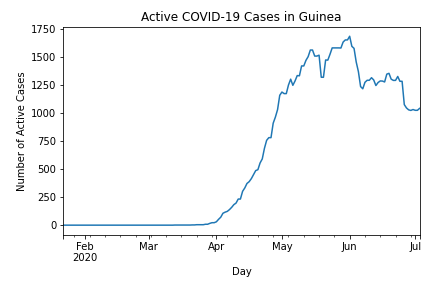 Active COVID-19 Cases in Guinea
Number of Active Cases
1750
1500
1250
1000
750
500
250
0
Feb Mar Apr May Jun Jul
2020
Day